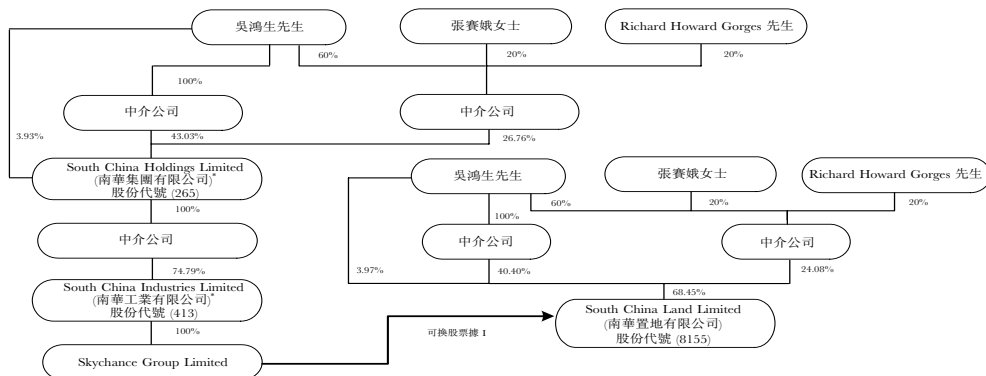 吳鴻生先生
張賽娥女士
Richard Howard Gorges 先生
60%
20%
20%
100%
中介公司
中介公司
3.93%
43.03%
26.76%
South China Holdings Limited
(南華集團有限公司)*
股份代號 (265)
100%
中介公司
74.79%
South China Industries Limited
(南華工業有限公司)*
股份代號 (413)
100%
Skychance Group Limited
吳鴻生先生
張賽娥女士
Richard Howard Gorges 先生
60%
20%
20%
100%
中介公司
中介公司
3.97%
40.40%
24.08%
68.45%
South China Land Limited
(南華置地有限公司)
股份代號 (8155)
可換股票據 I